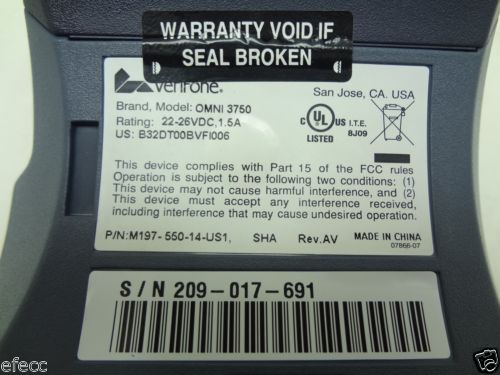 WARRANTY VOID IF
SEAL BROKEN
Verifone.
San Jose, CA. USA
Brand, Model: OMNI 3750
Rating: 22-26VDC, 1.5A
US: B32DT00BVFI006
C UL US I.T.E.
LISTED 8J09
This device complies with Part 15 of the FCC rules
Operation is subject to the following two conditions: (1)
This device may not cause harmful interference, and (2)
This device must accept any interference received,
including interference that may cause undesired operation.
P/N:M197-550-14-US1, SHA Rev.AV MADE IN CHINA
07866-07
S/N 209-017-691
efecc